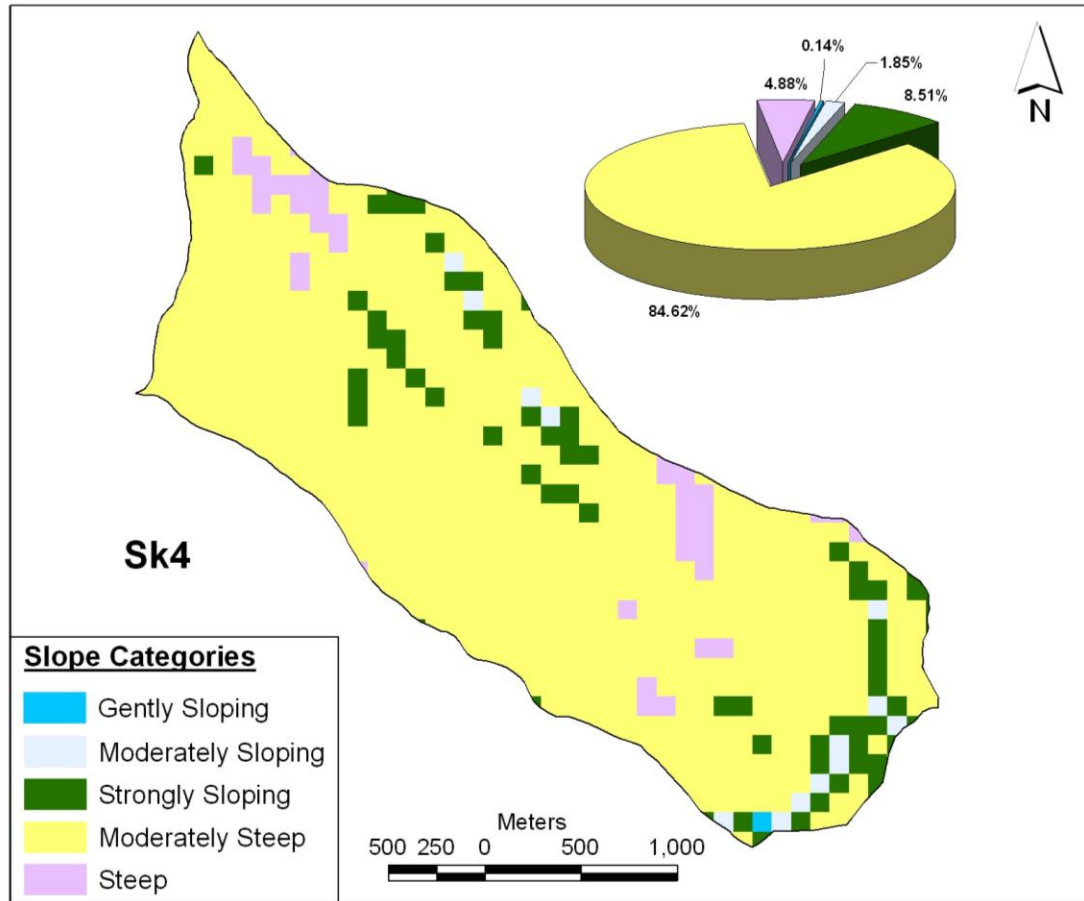 0.14%
1.85%
4.88%
8.51%
N
84.62%
Sk4
Slope Categories
Gently Sloping
Moderately Sloping
Strongly Sloping
Moderately Steep
Steep
Meters
500 250 0 500 1,000